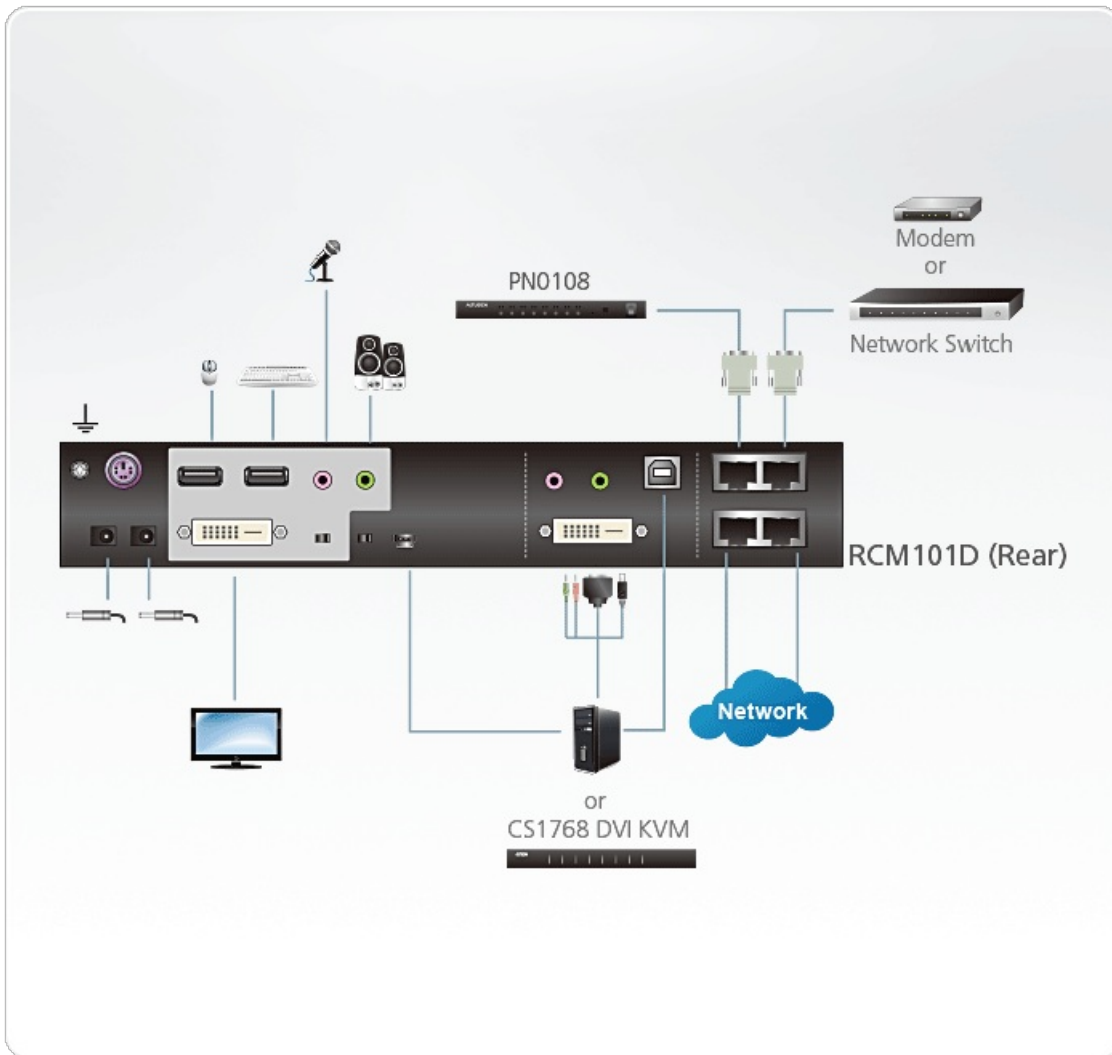 Modem
or
PN0108
Network Switch
RCM101D (Rear)
Network
or
CS1768 DVI KVM